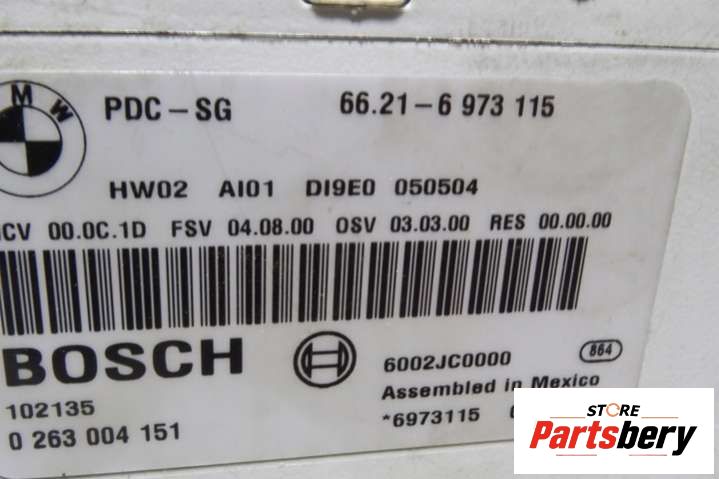 BMW
PDC-SG 66.21-6 973 115
HW02 AI01 DI9E0 050504
CV 00.0C.1D FSV 04.08.00 OSV 03.03.00 RES 00.00.00
BOSCH 6002JC0000 864
102135 Assembled in Mexico
0 263 004 151 *6973115
STORE
Partsbery